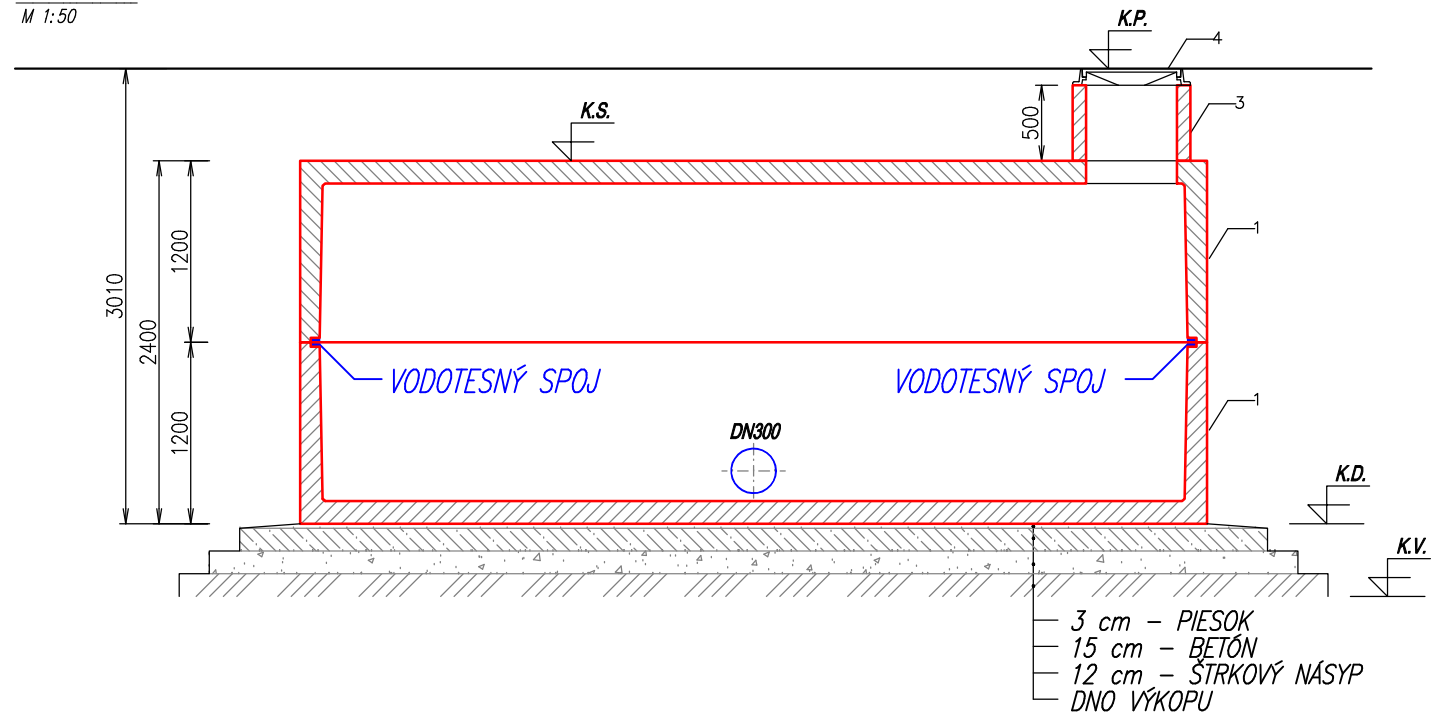 M 1:50
K.P.
4
3
500
K.S.
1200
1
3010
2400
VODOTESNÝ SPOJ
VODOTESNÝ SPOJ
1200
1
DN300
K.D.
K.V.
3 cm – PIESOK
15 cm – BETÓN
12 cm – ŠTRKOVÝ NÁSYP
DNO VÝKOPU